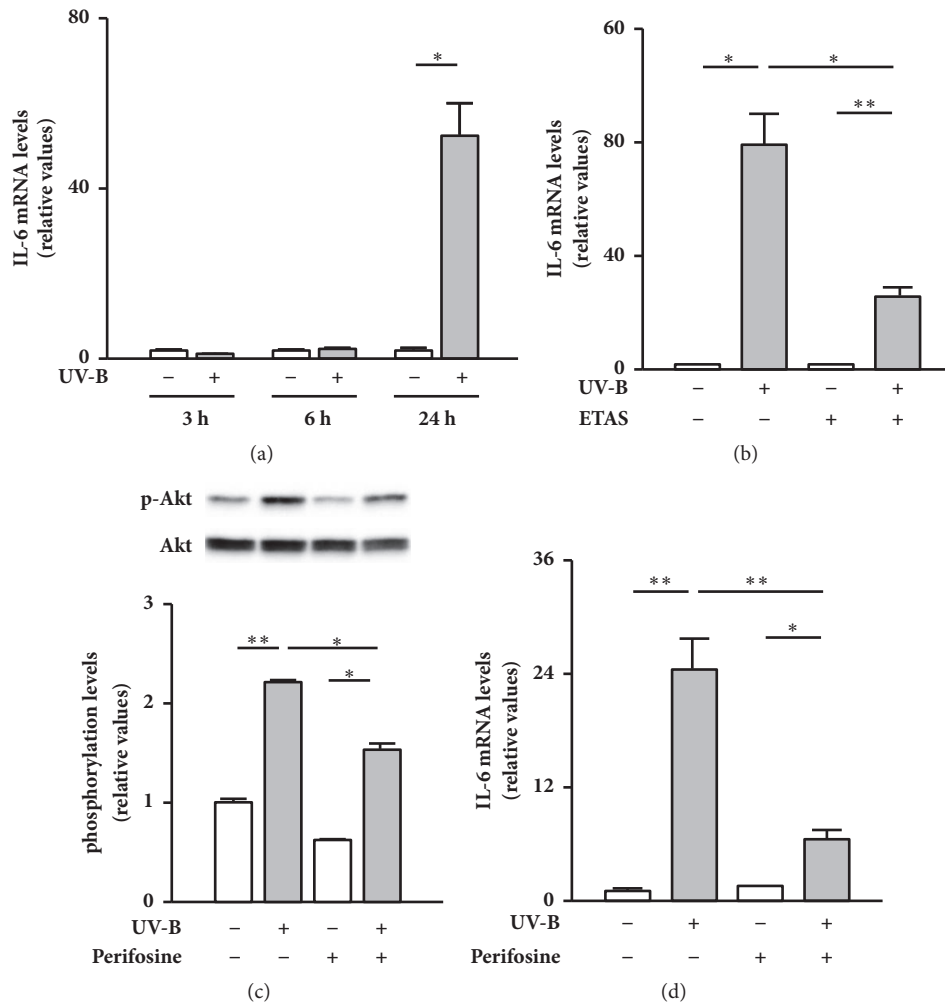 80
40
0
IL-6 mRNA levels
(relative values)
*
UV-B – + – + – +
3 h 6 h 24 h
(a)
60
80
40
0
IL-6 mRNA levels
(relative values)
* *
**
UV-B – + – +
ETAS – – + +
(b)
p-Akt
Akt
3
2
1
0
phosphorylation levels
(relative values)
** *
*
UV-B – + – +
Perifosine – – + +
(c)
36
24
12
0
IL-6 mRNA levels
(relative values)
** **
*
UV-B – + – +
Perifosine – – + +
(d)